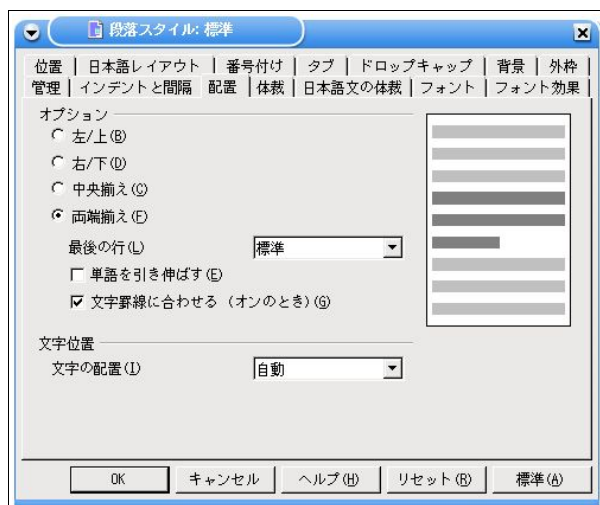 段落スタイル: 標準
位置 日本語レイアウト 番号付け タブ ドロップキャップ 背景 外枠
管理 インデントと間隔 配置 体裁 日本語文の体裁 フォント フォント効果
オプション
左/上(B)
右/下(D)
中央揃え(C)
両端揃え(F)
最後の行(L) 標準
単語を引き伸ばす(E)
文字罫線に合わせる (オンのとき)(G)
文字位置
文字の配置(I) 自動
OK キャンセル ヘルプ(H) リセット(R) 標準(A)